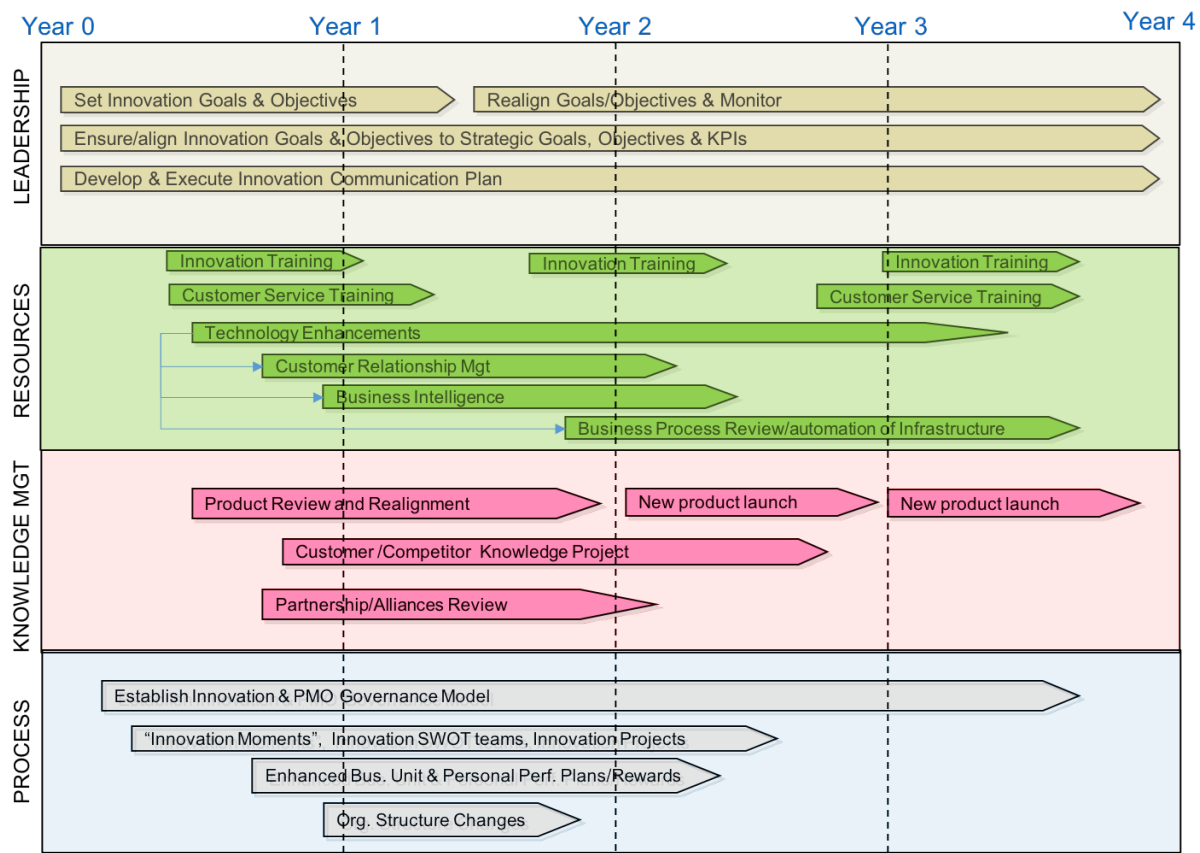 Year 0
Year 1
Year 2
Year 3
Year 4
LEADERSHIP
Set Innovation Goals & Objectives
Realign Goals/Objectives & Monitor
Ensure/align Innovation Goals & Objectives to Strategic Goals, Objectives & KPIs
Develop & Execute Innovation Communication Plan
RESOURCES
Innovation Training
Innovation Training
Innovation Training
Customer Service Training
Customer Service Training
Technology Enhancements
Customer Relationship Mgt
Business Intelligence
Business Process Review/automation of Infrastructure
KNOWLEDGE MGT
Product Review and Realignment
New product launch
New product launch
Customer /Competitor Knowledge Project
Partnership/Alliances Review
PROCESS
Establish Innovation & PMO Governance Model
“Innovation Moments”, Innovation SWOT teams, Innovation Projects
Enhanced Bus. Unit & Personal Perf. Plans/Rewards
Org. Structure Changes